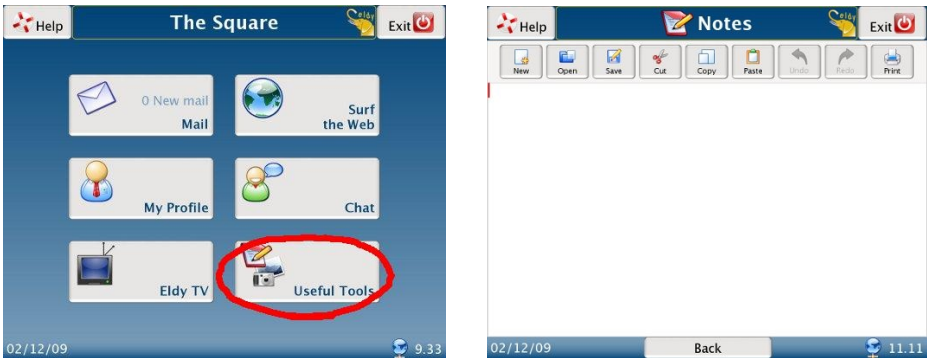 Help
The Square
Eldy
Exit
0 New mail
Mail
Surf
the Web
My Profile
Chat
Eldy TV
Useful Tools
02/12/09
9.33
Help
Notes
Eldy
Exit
New
Open
Save
Cut
Copy
Paste
Undo
Redo
Print
02/12/09
Back
11.11